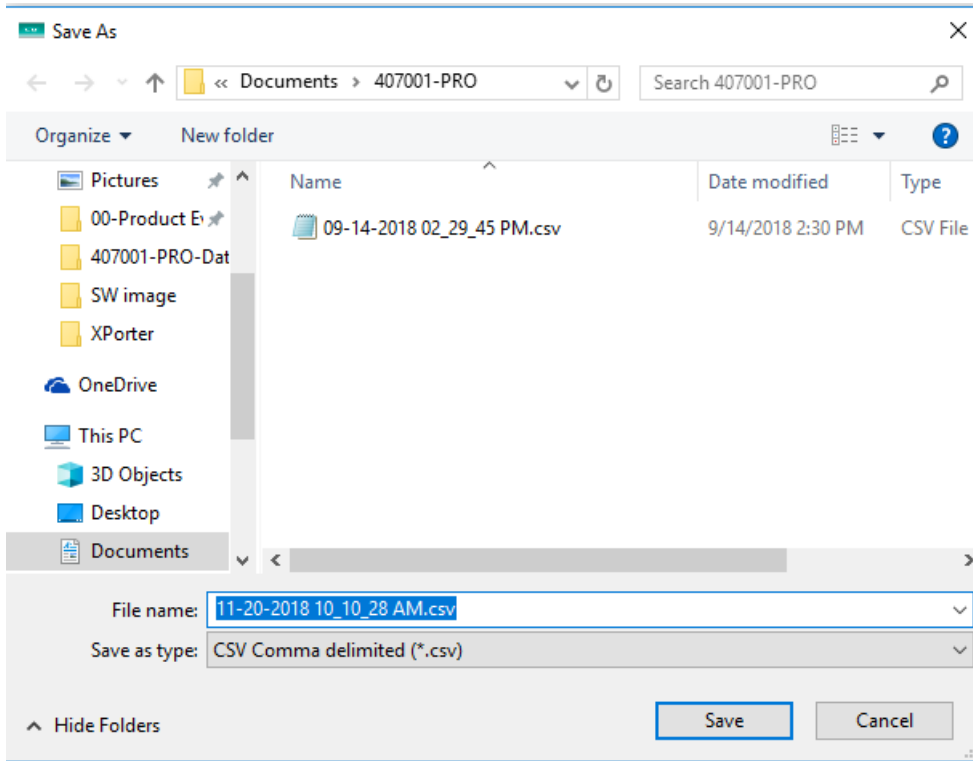 Save As
« Documents > 407001-PRO
Search 407001-PRO
Organize
New folder
Pictures
00-Product Ev
407001-PRO-Dat
SW image
XPorter
OneDrive
This PC
3D Objects
Desktop
Documents
Name Date modified Type
09-14-2018 02_29_45 PM.csv 9/14/2018 2:30 PM CSV File
File name: 11-20-2018 10_10_28 AM.csv
Save as type: CSV Comma delimited (*.csv)
Hide Folders
Save
Cancel